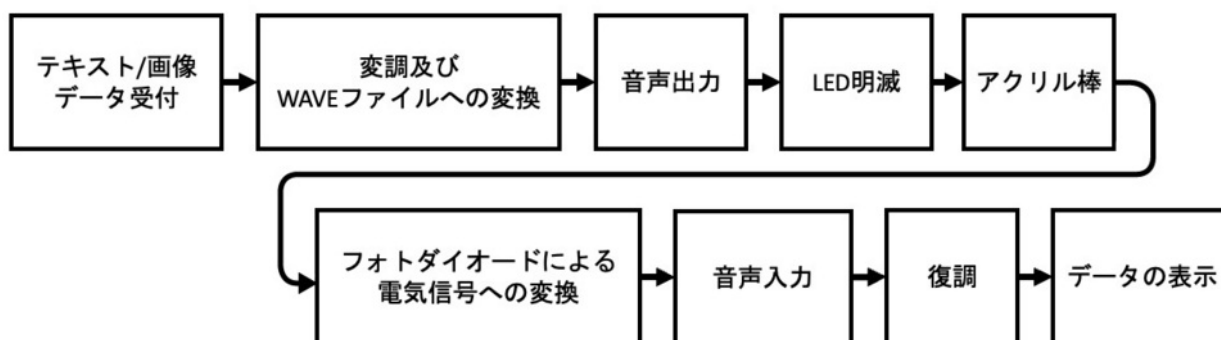 テキスト/画像
データ受付
変調及び
WAVEファイルへの変換
音声出力
LED明滅
アクリル棒
フォトダイオードによる
電気信号への変換
音声入力
復調
データの表示